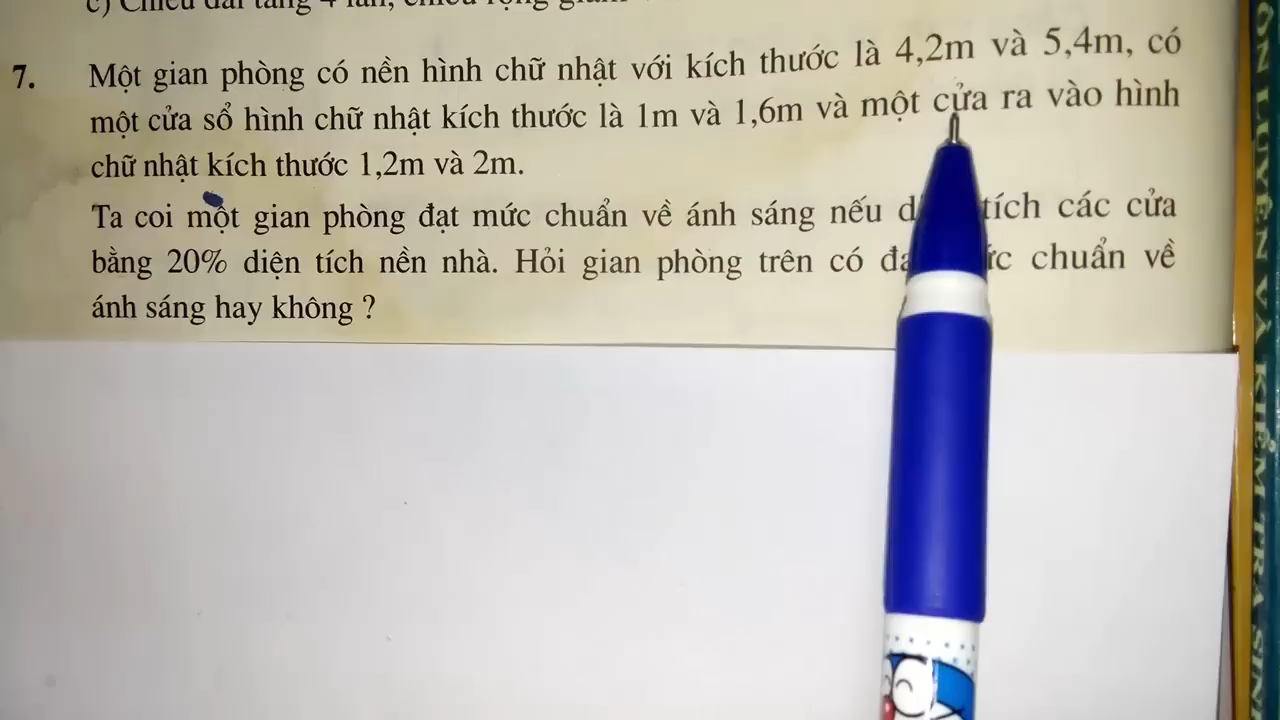 7. Một gian phòng có nền hình chữ nhật với kích thước là 4,2m và 5,4m, có
một cửa sổ hình chữ nhật kích thước là 1m và 1,6m và một cửa ra vào hình
chữ nhật kích thước 1,2m và 2m.
Ta coi một gian phòng đạt mức chuẩn về ánh sáng nếu tích các cửa
bằng 20% diện tích nền nhà. Hỏi gian phòng trên có chuẩn về
ánh sáng hay không ?
LUYỆN VÀ KIỂM TRA